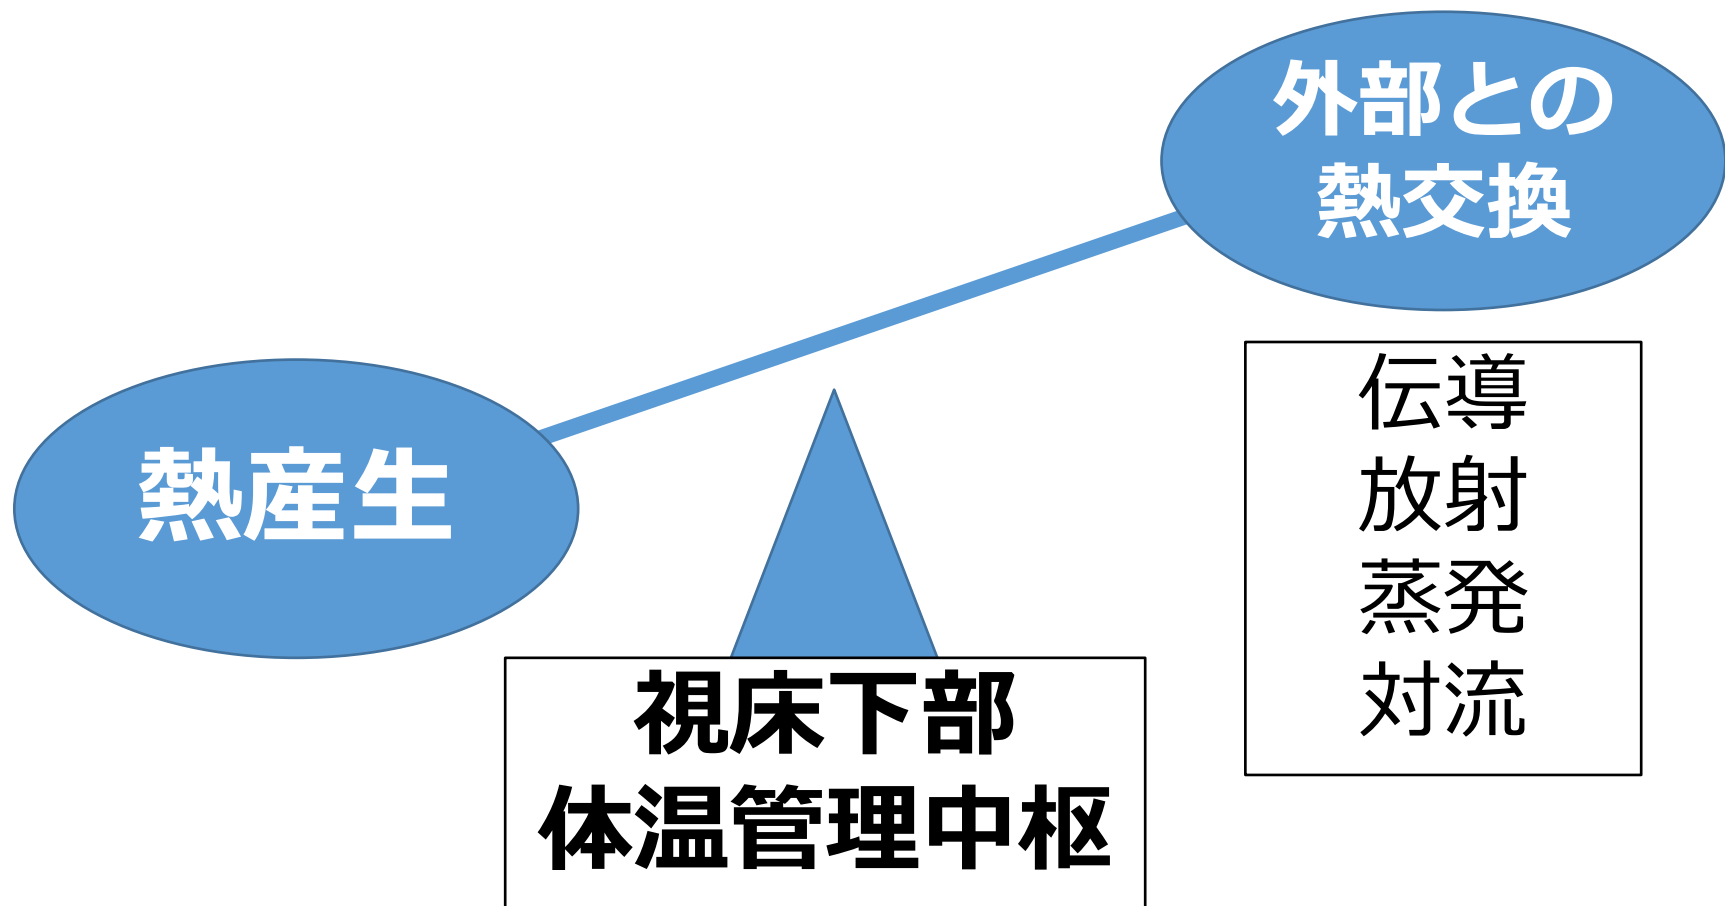 外部との
熱交換
熱産生
伝導
放射
蒸発
対流
視床下部
体温管理中枢